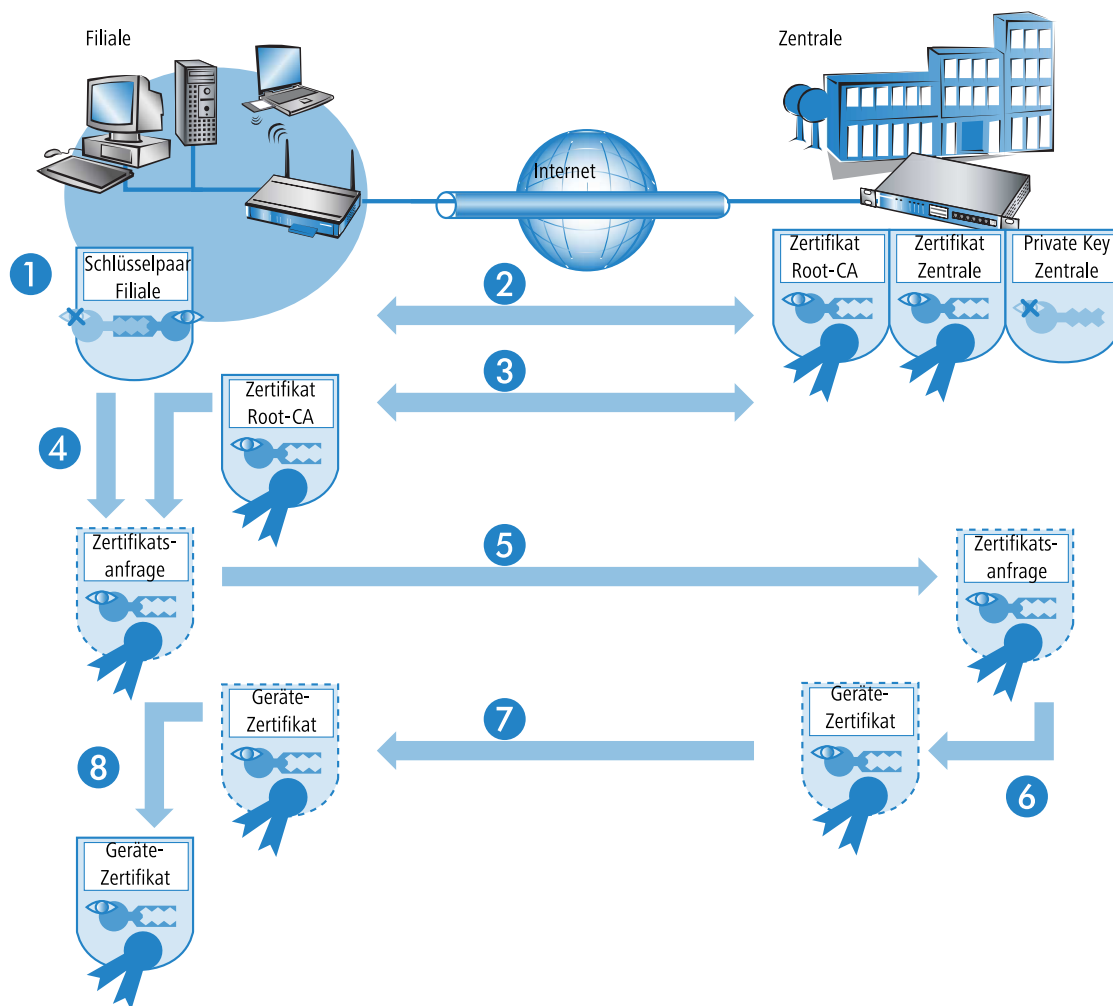 Filiale
Zentrale
Internet
1
Schlüsselpaar
Filiale
2
Zertifikat
Root-CA
Zertifikat
Zentrale
Private Key
Zentrale
3
Zertifikat
Root-CA
4
Zertifikats-
anfrage
5
Zertifikats-
anfrage
Geräte-
Zertifikat
7
Geräte-
Zertifikat
8
6
Geräte-
Zertifikat